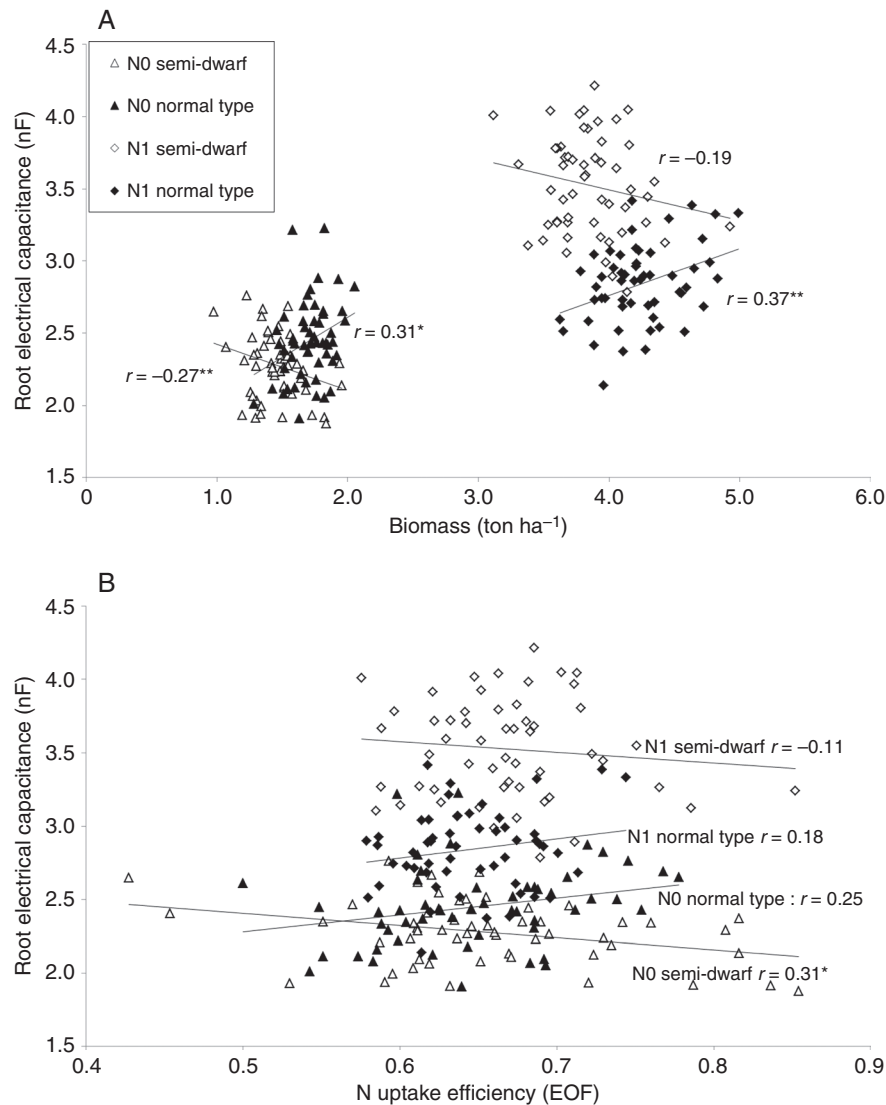 A
4.5
4.0
3.5
3.0
2.5
2.0
1.5
Root electrical capacitance (nF)
N0 semi-dwarf
N0 normal type
N1 semi-dwarf
N1 normal type
r = –0.19
r = 0.37**
r = 0.31*
r = –0.27**
0 1.0 2.0 3.0 4.0 5.0 6.0
Biomass (ton ha–1)
B
4.5
4.0
3.5
3.0
2.5
2.0
1.5
Root electrical capacitance (nF)
N1 semi-dwarf r = –0.11
N1 normal type r = 0.18
N0 normal type : r = 0.25
N0 semi-dwarf r = 0.31*
0.4 0.5 0.6 0.7 0.8 0.9
N uptake efficiency (EOF)